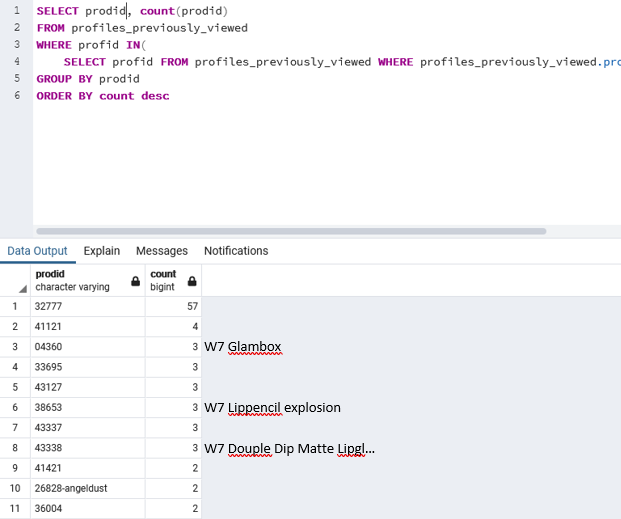 1 SELECT prodid, count(prodid)
2 FROM profiles_previously_viewed
3 WHERE profid IN(
4 SELECT profid FROM profiles_previously_viewed WHERE profiles_previously_viewed.pro
5 GROUP BY prodid
6 ORDER BY count desc
Data Output Explain Messages Notifications
prodid count
character varying bigint
1 32777 57
2 41121 4
3 04360 3 W7 Glambox
4 33695 3
5 43127 3
6 38653 3 W7 Lippencil explosion
7 43337 3
8 43338 3 W7 Douple Dip Matte Lipgl...
9 41421 2
10 26828-angeldust 2
11 36004 2